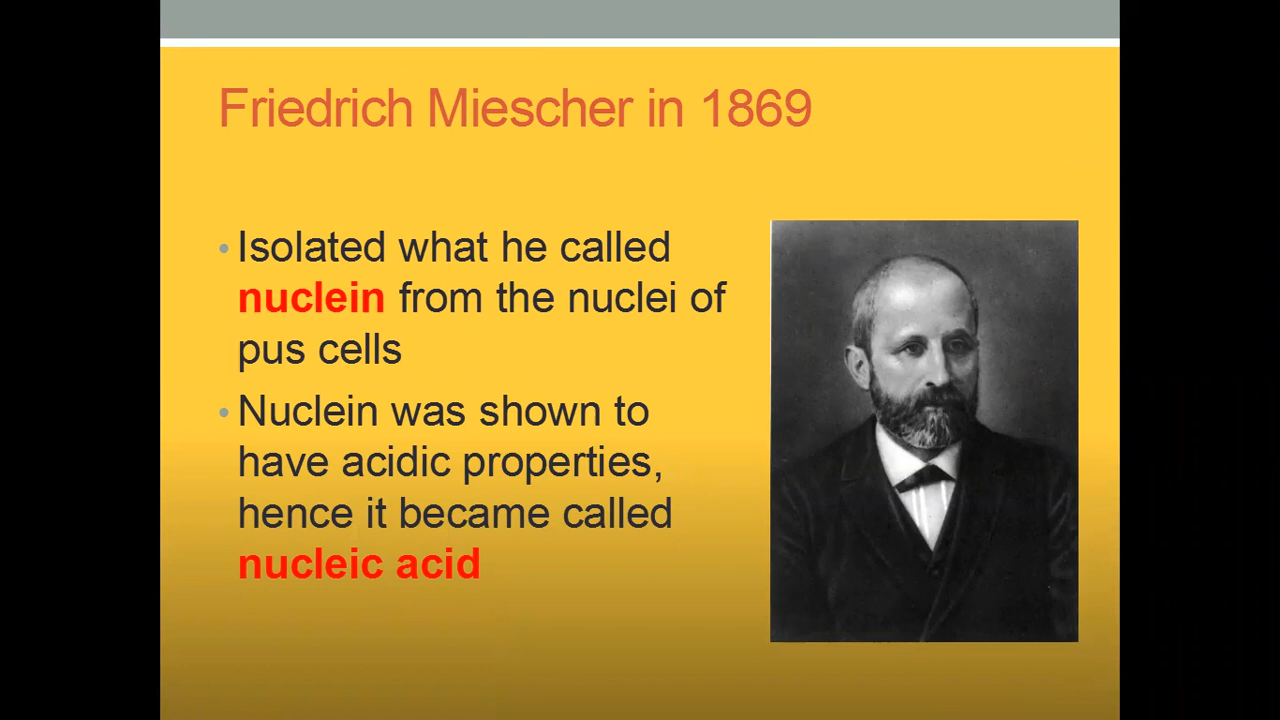 Friedrich Miescher in 1869
• Isolated what he called
nuclein from the nuclei of
pus cells
• Nuclein was shown to
have acidic properties,
hence it became called
nucleic acid